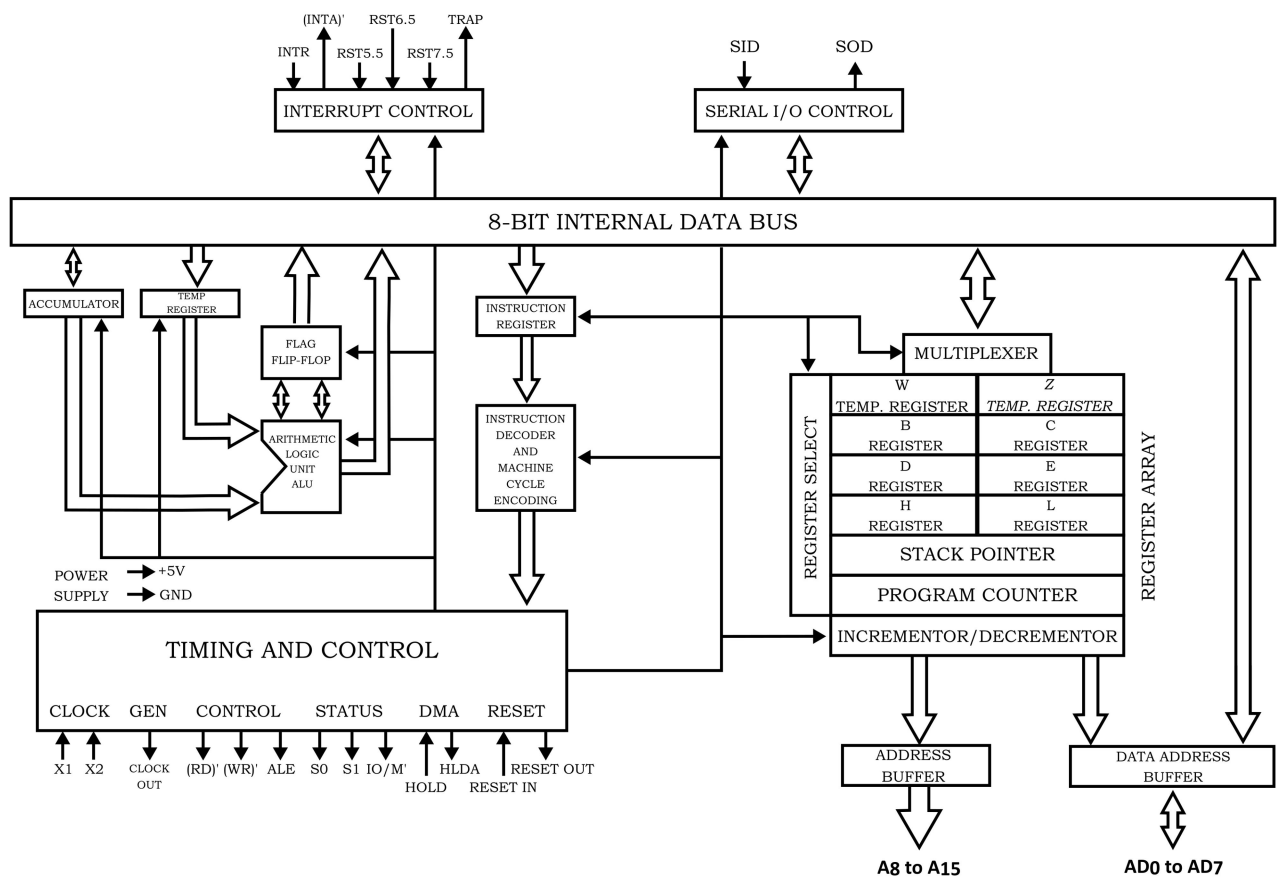 (INTA)' RST6.5 TRAP
INTR RST5.5 RST7.5
SID SOD
INTERRUPT CONTROL
SERIAL I/O CONTROL
8-BIT INTERNAL DATA BUS
ACCUMULATOR
TEMP
REGISTER
FLAG
FLIP-FLOP
ARITHMETIC
LOGIC
UNIT
ALU
INSTRUCTION
REGISTER
INSTRUCTION
DECODER
AND
MACHINE
CYCLE
ENCODING
MULTIPLEXER
REGISTER SELECT
W
TEMP. REGISTER
Z
TEMP. REGISTER
B
REGISTER
C
REGISTER
D
REGISTER
E
REGISTER
H
REGISTER
L
REGISTER
STACK POINTER
PROGRAM COUNTER
INCREMENTOR/DECREMENTOR
REGISTER ARRAY
POWER +5V
SUPPLY GND
TIMING AND CONTROL
CLOCK GEN CONTROL STATUS DMA RESET
X1 X2 CLOCK
OUT
(RD)' (WR)' ALE S0 S1 IO/M' HLDA RESET OUT
HOLD RESET IN
ADDRESS
BUFFER
DATA ADDRESS
BUFFER
A8 to A15
AD0 to AD7